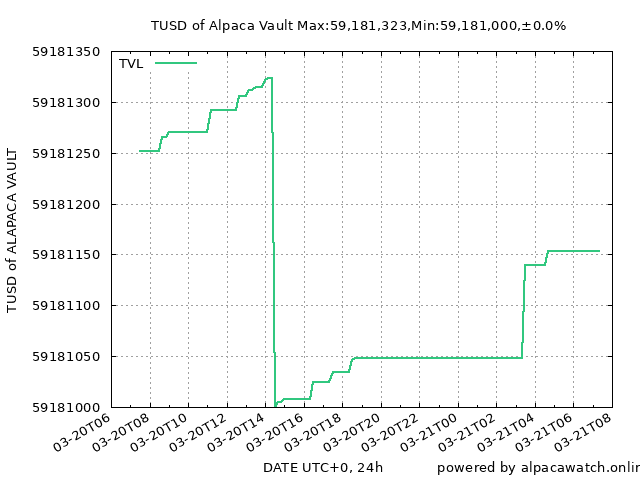 TUSD of Alpaca Vault Max:59,181,323,Min:59,181,000,±0.0%
TVL
59181350
59181300
59181250
59181200
59181150
59181100
59181050
59181000
TUSD of ALAPACA VAULT
03-20T06
03-20T08
03-20T10
03-20T12
03-20T14
03-20T16
03-20T18
03-20T20
03-20T22
03-21T00
03-21T02
03-21T04
03-21T06
03-21T08
DATE UTC+0, 24h
powered by alpacawatch.onlin